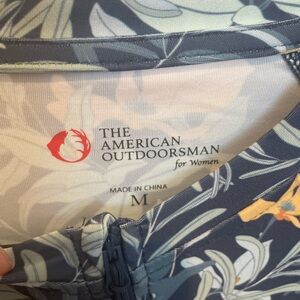 THE
AMERICAN
OUTDOORSMAN
for Women
MADE IN CHINA
M